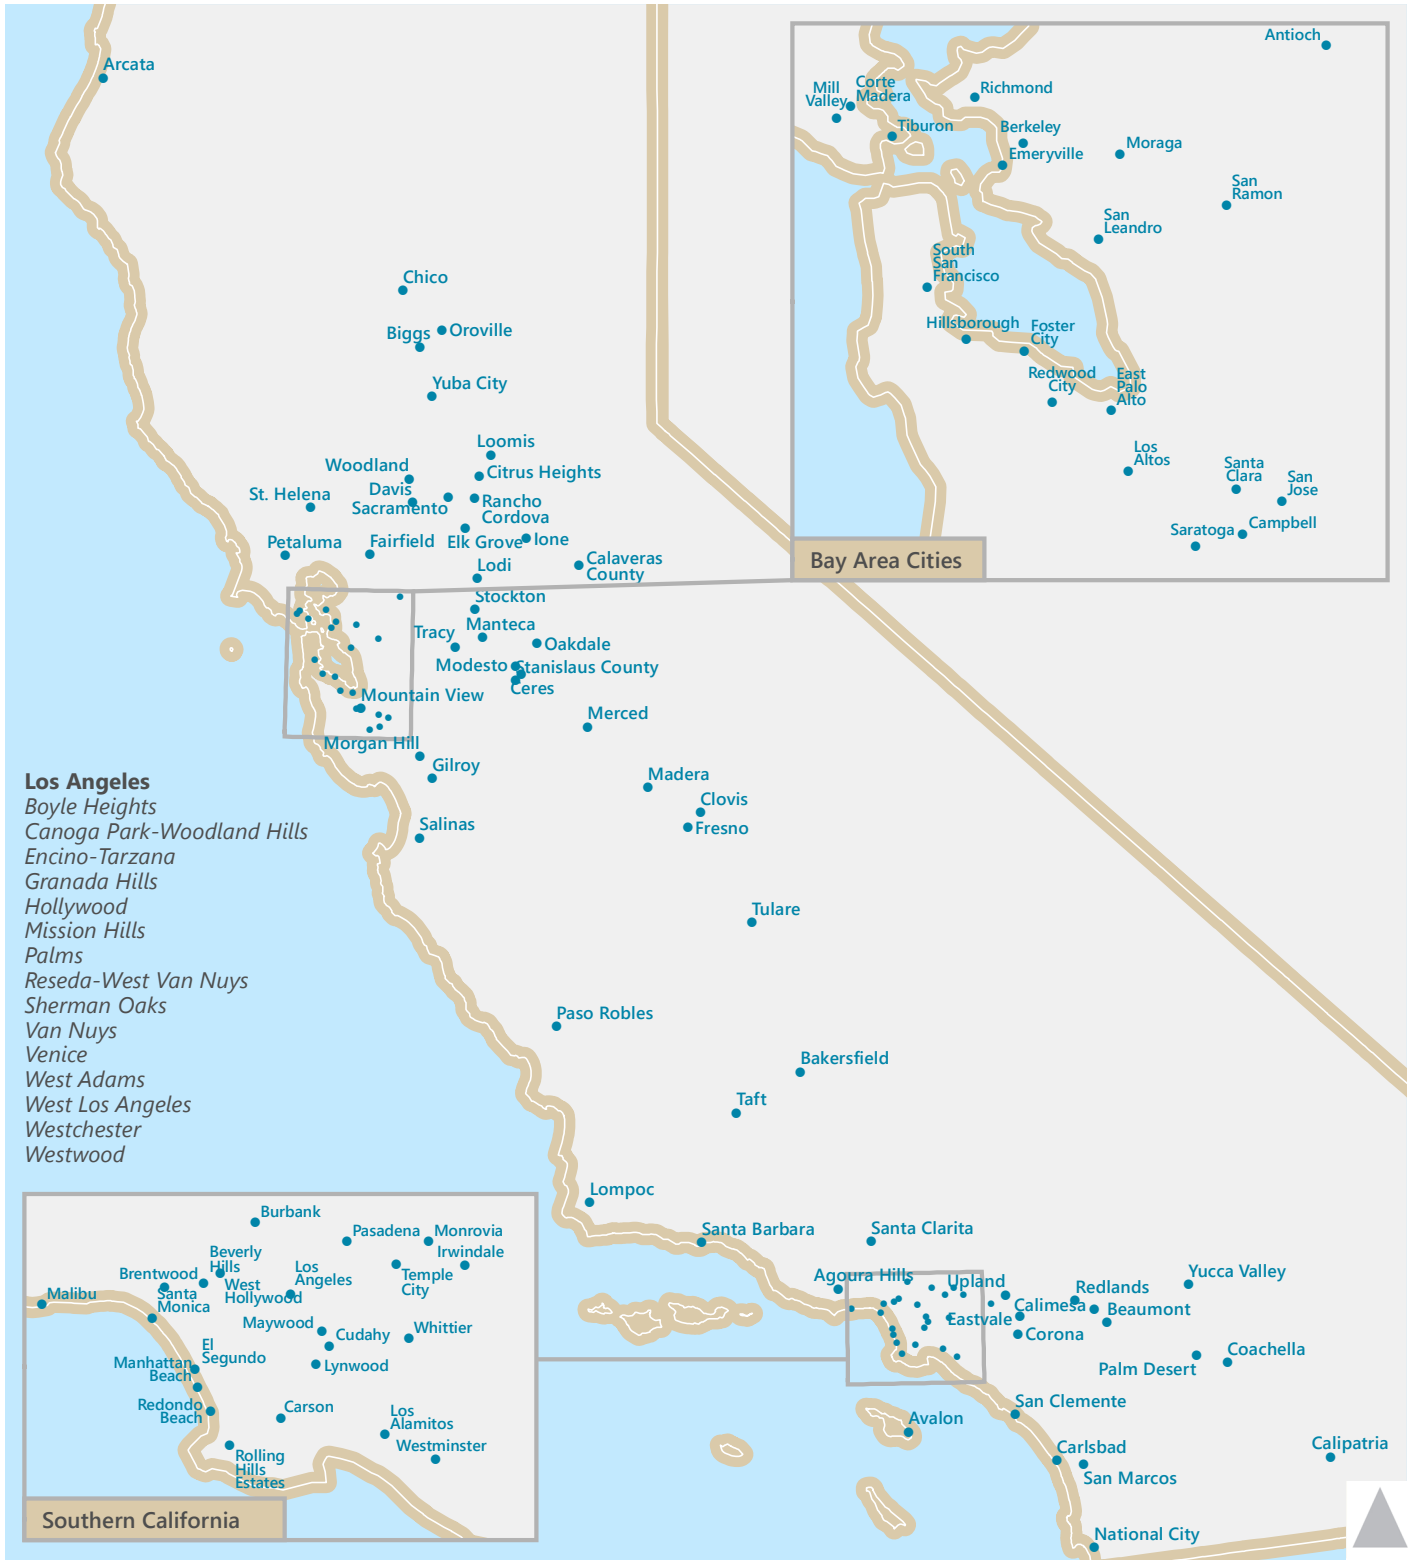 Arcata
Chico
Oroville
Biggs
Yuba City
Loomis
Woodland
Citrus Heights
Davis
St. Helena
Sacramento
Rancho
Cordova
Petaluma
Fairfield
Elk Grove
Ione
Calaveras
County
Lodi
Stockton
Manteca
Tracy
Oakdale
Modesto
Stanislaus County
Ceres
Mountain View
Merced
Morgan Hill
Gilroy
Madera
Clovis
Fresno
Salinas
Tulare
Paso Robles
Bakersfield
Taft
Lompoc
Santa Barbara
Santa Clarita
Agoura Hills
Upland
Yucca Valley
Redlands
Calimesa
Beaumont
Eastvale
Corona
Coachella
Palm Desert
San Clemente
Avalon
Carlsbad
San Marcos
Calipatria
National City
Antioch
Mill
Valley
Corte
Madera
Richmond
Tiburon
Berkeley
Emeryville
Moraga
San
Ramon
San
Leandro
South
San
Francisco
Hillsborough
Foster
City
Redwood
City
East
Palo
Alto
Los
Altos
Santa
Clara
San
Jose
Saratoga
Campbell
Bay Area Cities
Los Angeles
Boyle Heights
Canoga Park-Woodland Hills
Encino-Tarzana
Granada Hills
Hollywood
Mission Hills
Palms
Reseda-West Van Nuys
Sherman Oaks
Van Nuys
Venice
West Adams
West Los Angeles
Westchester
Westwood
Burbank
Pasadena
Monrovia
Irwindale
Beverly
Hills
Brentwood
West
Hollywood
Los
Angeles
Temple
City
Malibu
Santa
Monica
Maywood
Cudahy
Whittier
El
Segundo
Lynwood
Manhattan
Beach
Redondo
Beach
Carson
Los
Alamitos
Westminster
Rolling
Hills
Estates
Southern California